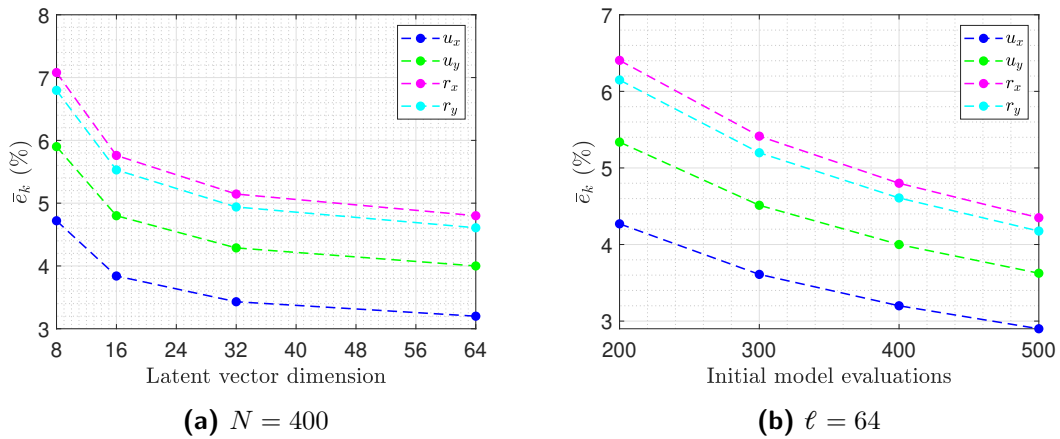 8
7
6
5
4
3
ē_k (%)
u_x
u_y
r_x
r_y
8 16 24 32 40 48 56 64
Latent vector dimension
(a) N = 400
7
6
5
4
3
ē_k (%)
u_x
u_y
r_x
r_y
200 300 400 500
Initial model evaluations
(b) ℓ = 64